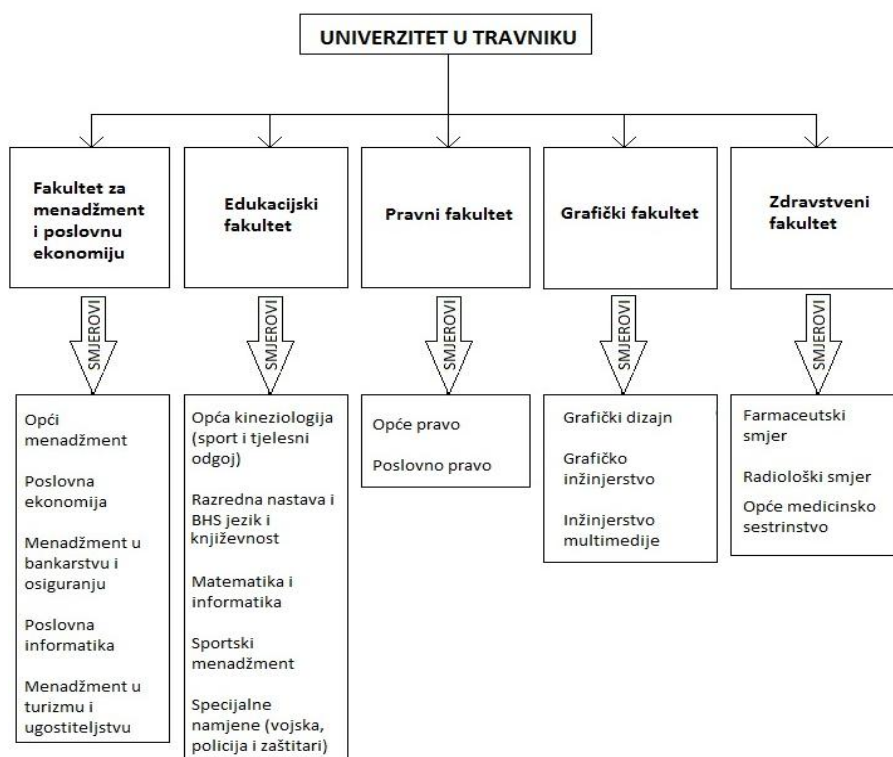 UNIVERZITET U TRAVNIKU
Fakultet za
menadžment
i poslovnu
ekonomiju
Edukacijski
fakultet
Pravni fakultet
Grafički fakultet
Zdravstveni
fakultet
SMJEROVI
SMJEROVI
SMJEROVI
SMJEROVI
SMJEROVI
Opći
menadžment
Poslovna
ekonomija
Menadžment u
bankarstvu i
osiguranju
Poslovna
informatika
Menadžment u
turizmu i
ugostiteljstvu
Opća kineziologija
(sport i tjelesni
odgoj)
Razredna nastava i
BHS jezik i
književnost
Matematika i
informatika
Sportski
menadžment
Specijalne
namjene (vojska,
policija i zaštitari)
Opće pravo
Poslovno pravo
Grafički dizajn
Grafičko
inžinjerstvo
Inžinjerstvo
multimedije
Farmaceutski
smjer
Radiološki smjer
Opće medicinsko
sestrinstvo